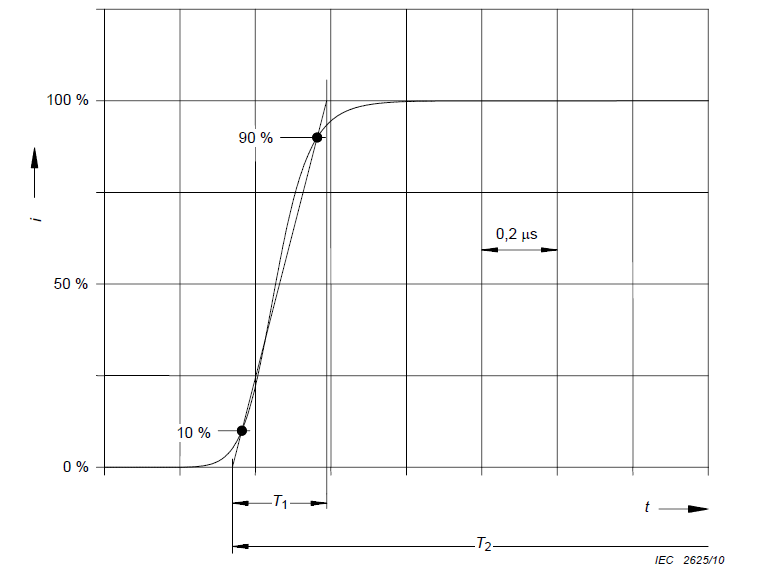 100 %
90 %
0,2 μs
i
50 %
10 %
0 %
T1
t
T2
IEC 2625/10